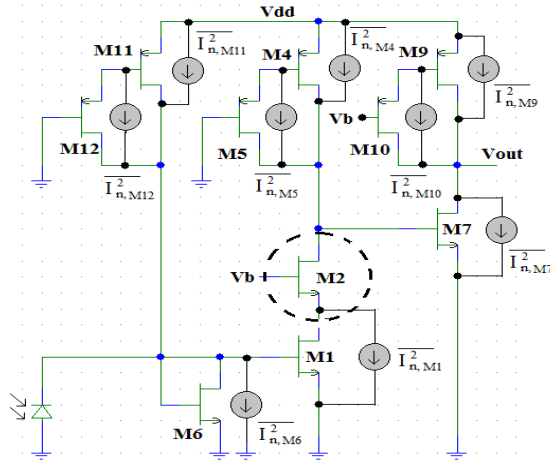 Vdd
M11
I²n,M11
M4
I²n,M4
M9
I²n,M9
M12
I²n,M12
M5
I²n,M5
Vb
M10
I²n,M10
Vout
M7
I²n,M7
Vb
M2
M1
I²n,M1
M6
I²n,M6